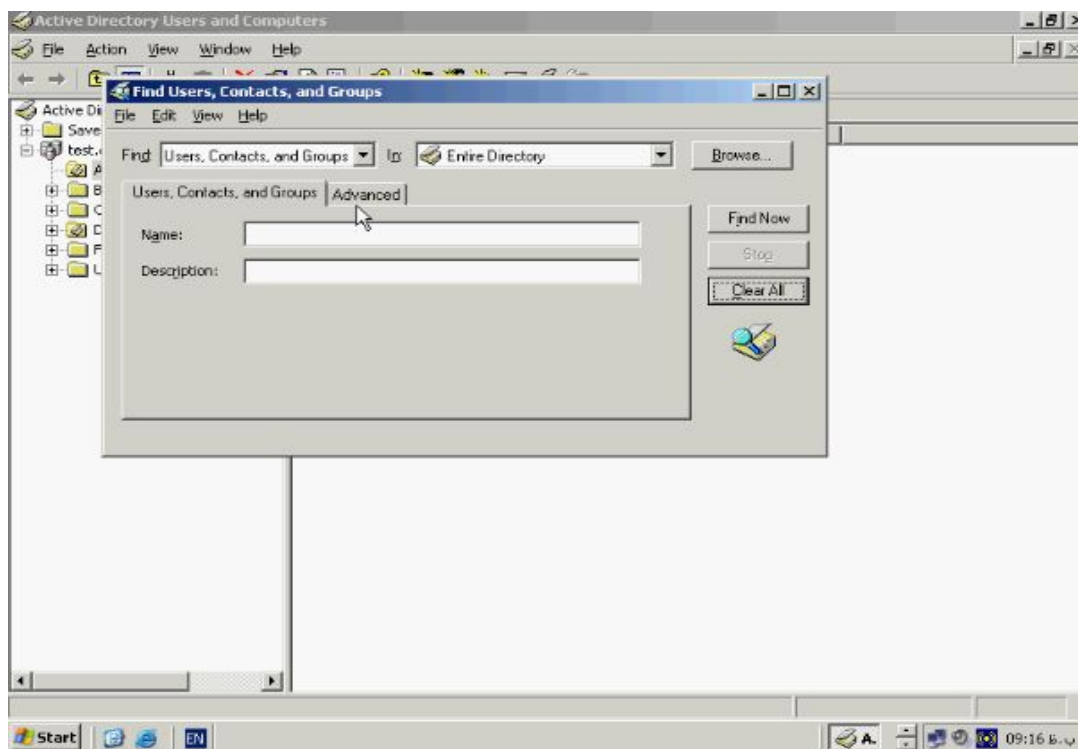 Active Directory Users and Computers
File Action View Window Help
Find Users, Contacts, and Groups
File Edit View Help
Active Di
Save
test.
Find: Users, Contacts, and Groups In: Entire Directory Browse...
Users, Contacts, and Groups Advanced
Name:
Description:
Find Now
Stop
Clear All
A
B
C
D
F
U
Start EN A. 09:16 ب.ظ